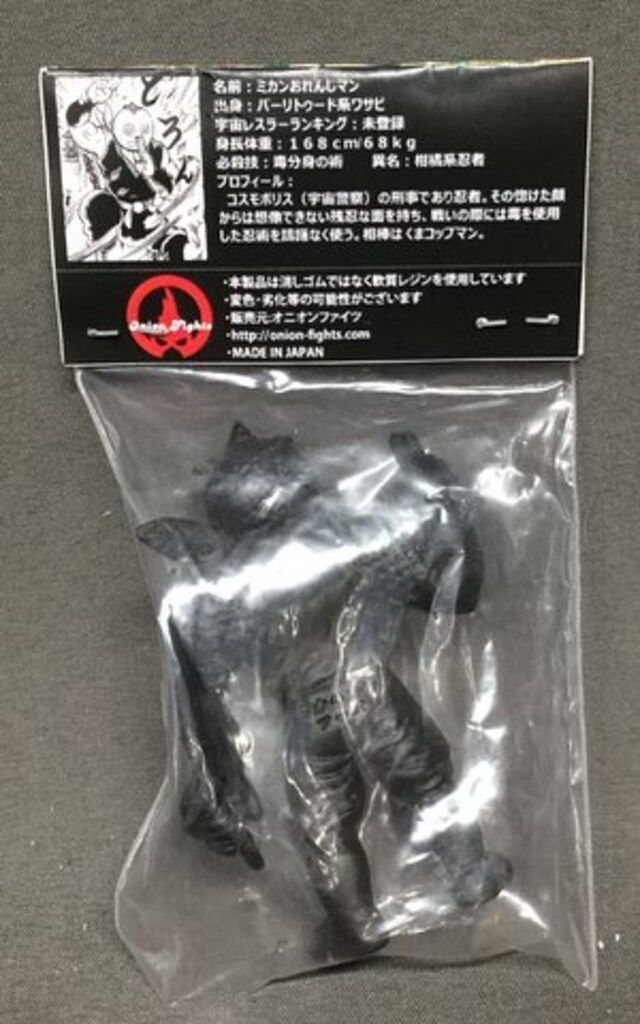 どろん
名前：ミカンおれんじマン
出身：バーリトゥード系ワサビ
宇宙レスラーランキング：未登録
身長体重：168cm/68kg
必殺技：毒分身の術　異名：柑橘系忍者
プロフィール：
コスモポリス（宇宙警察）の刑事であり忍者。その惚けた顔
からは想像できない残忍な面を持ち、戦いの際には毒を使用
した忍術を躊躇なく使う。相棒はくまコップマン。
Onion Fights
・本製品は消しゴムではなく軟質レジンを使用しています
・変色・劣化等の可能性がございます
・販売元：オニオンファイツ
・http://onion-fights.com
・MADE IN JAPAN